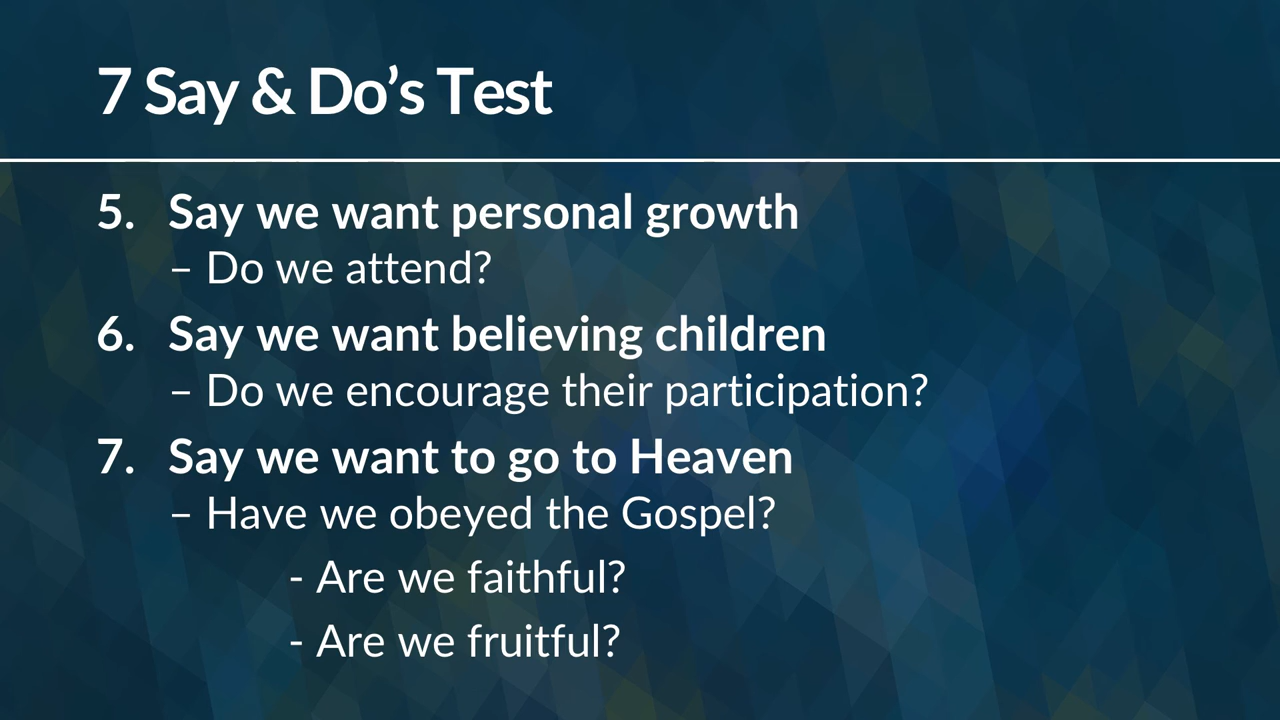 7 Say & Do’s Test
5. Say we want personal growth
– Do we attend?
6. Say we want believing children
– Do we encourage their participation?
7. Say we want to go to Heaven
– Have we obeyed the Gospel?
- Are we faithful?
- Are we fruitful?